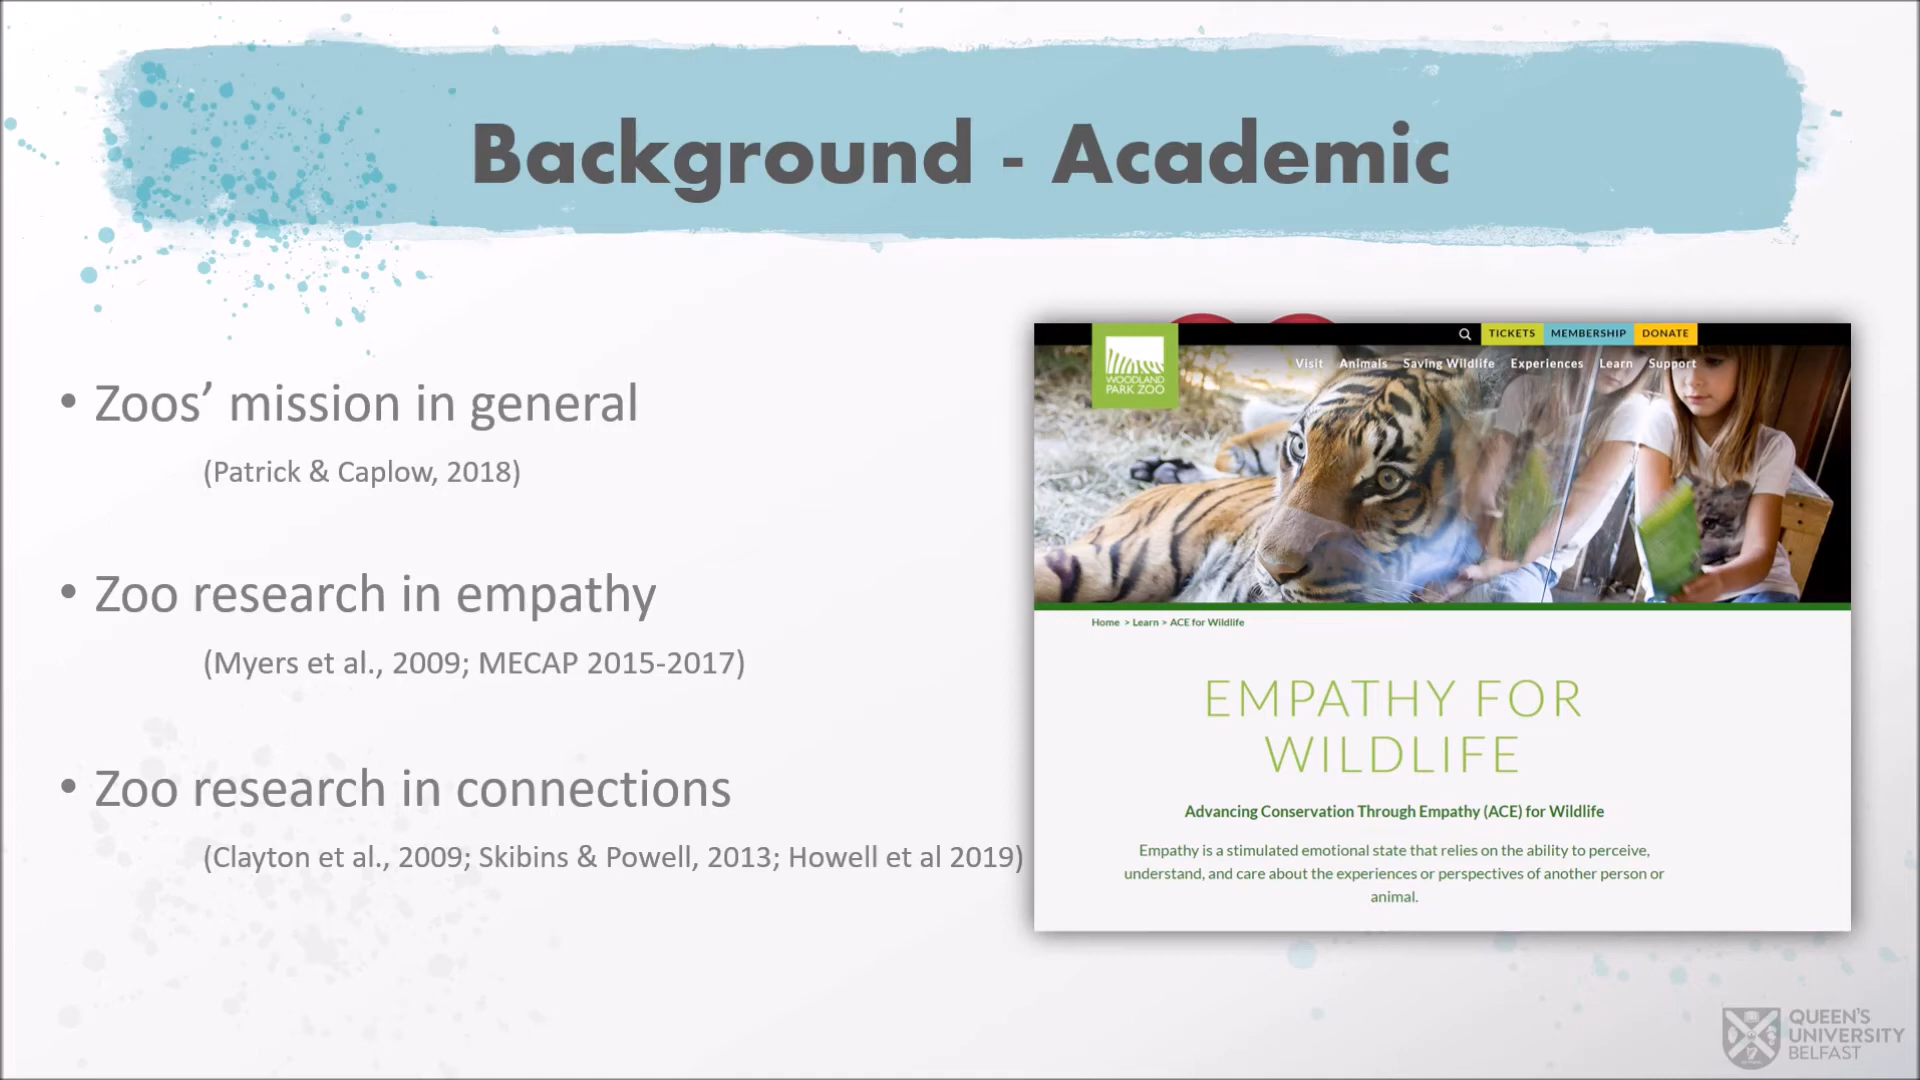 Background - Academic
• Zoos’ mission in general
(Patrick & Caplow, 2018)
• Zoo research in empathy
(Myers et al., 2009; MECAP 2015-2017)
• Zoo research in connections
(Clayton et al., 2009; Skibins & Powell, 2013; Howell et al 2019)
TICKETS MEMBERSHIP DONATE
WOODLAND
PARK ZOO
Visit Animals Saving Wildlife Experiences Learn Support
Home > Learn > ACE for Wildlife
EMPATHY FOR
WILDLIFE
Advancing Conservation Through Empathy (ACE) for Wildlife
Empathy is a stimulated emotional state that relies on the ability to perceive,
understand, and care about the experiences or perspectives of another person or
animal.
QUEEN'S
UNIVERSITY
BELFAST